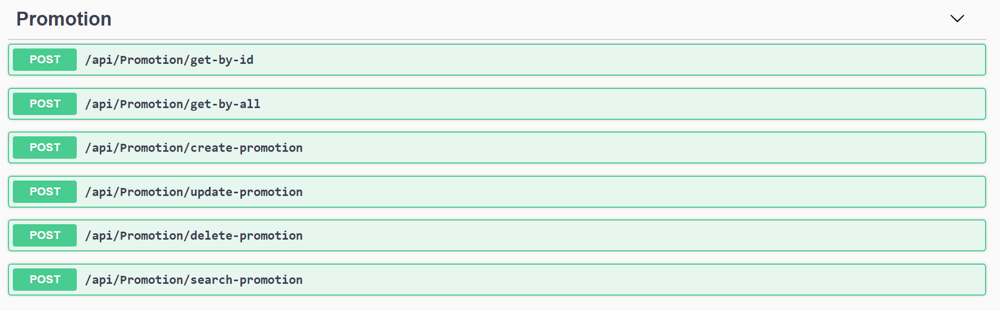 Promotion
POST /api/Promotion/get-by-id
POST /api/Promotion/get-by-all
POST /api/Promotion/create-promotion
POST /api/Promotion/update-promotion
POST /api/Promotion/delete-promotion
POST /api/Promotion/search-promotion